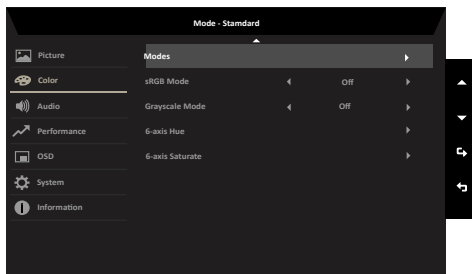 Mode - Stamdard
Picture
Color
Audio
Performance
OSD
System
Information
Modes
sRGB Mode Off
Grayscale Mode Off
6-axis Hue
6-axis Saturate